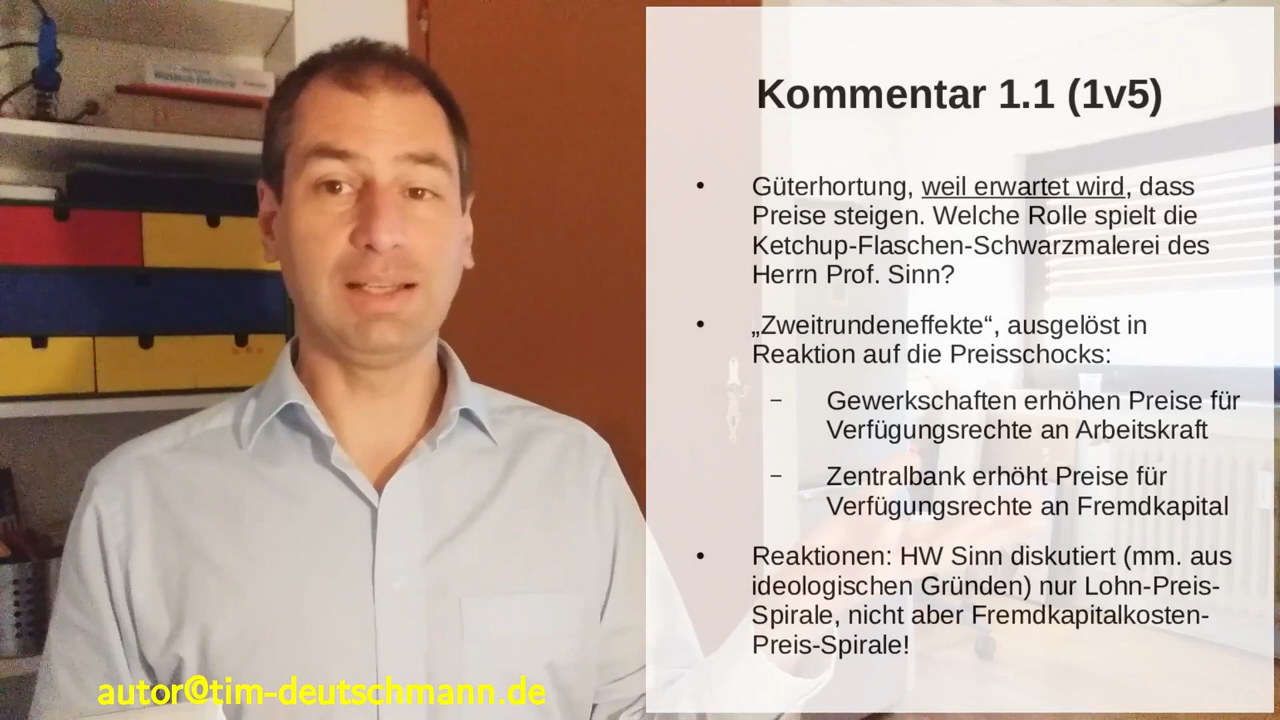 Kommentar 1.1 (1v5)
• Güterhortung, weil erwartet wird, dass
Preise steigen. Welche Rolle spielt die
Ketchup-Flaschen-Schwarzmalerei des
Herrn Prof. Sinn?
• „Zweitrundeneffekte“, ausgelöst in
Reaktion auf die Preisschocks:
– Gewerkschaften erhöhen Preise für
Verfügungsrechte an Arbeitskraft
– Zentralbank erhöht Preise für
Verfügungsrechte an Fremdkapital
• Reaktionen: HW Sinn diskutiert (mm. aus
ideologischen Gründen) nur Lohn-Preis-
Spirale, nicht aber Fremdkapitalkosten-
Preis-Spirale!
autor@tim-deutschmann.de